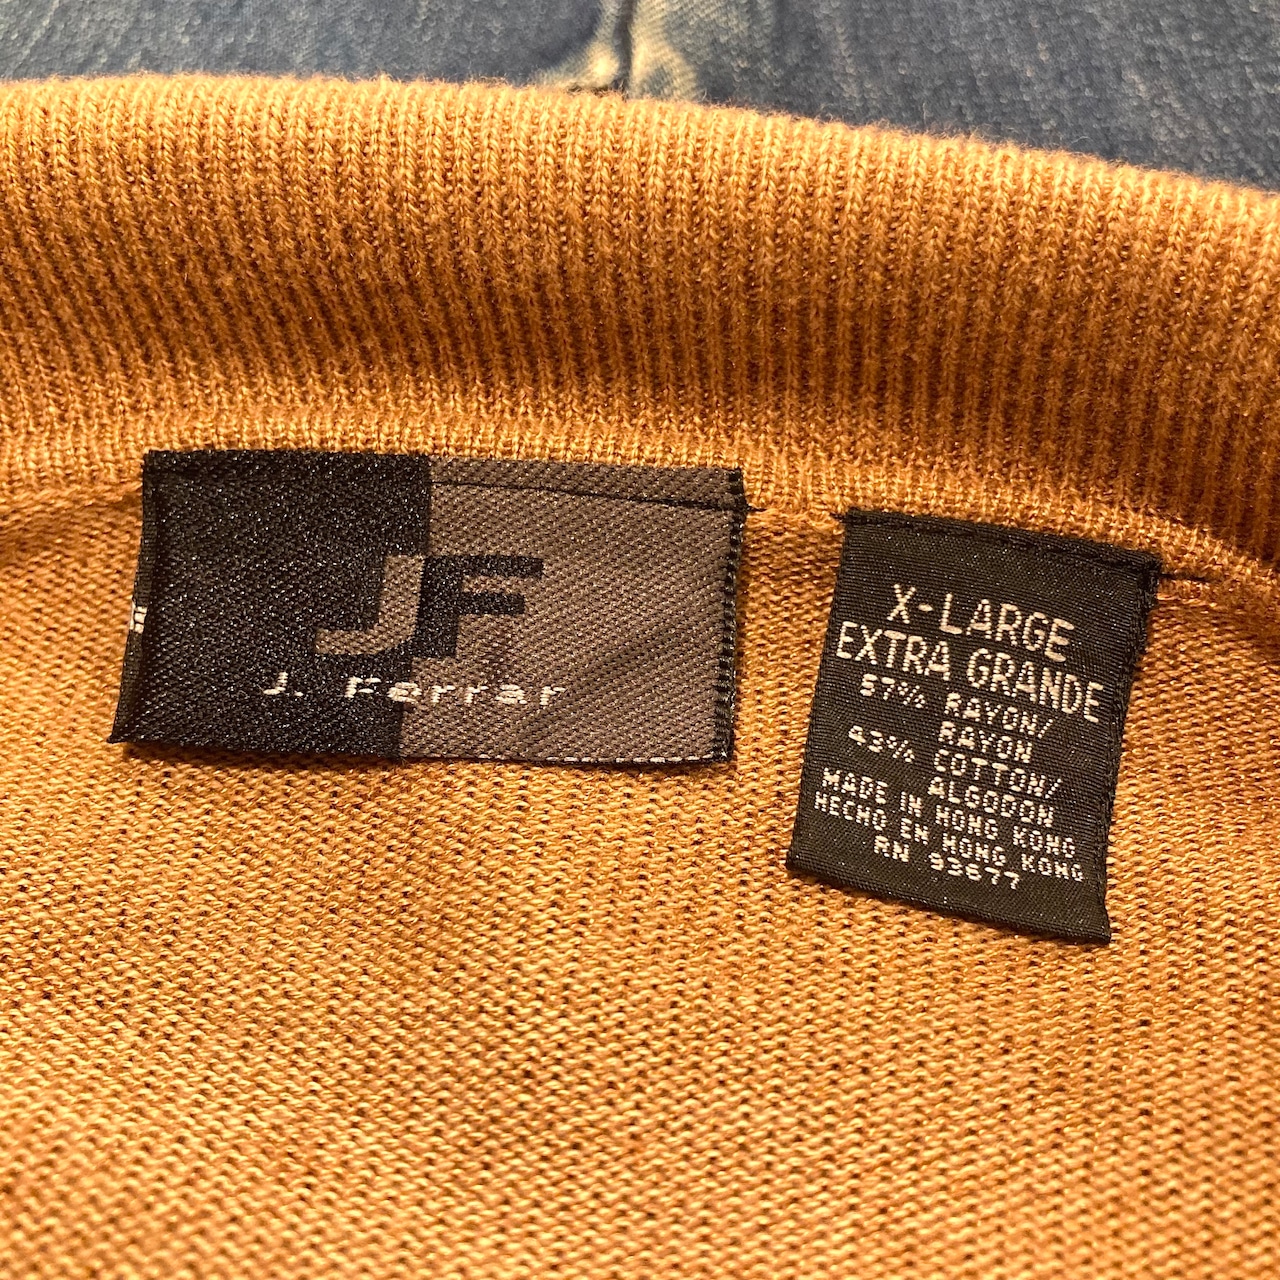 JF
J. Ferrar
X-LARGE
EXTRA GRANDE
57% RAYON/
RAYON
43% COTTON/
ALGODON
MADE IN HONG KONG
HECHO EN HONG KONG
RN 93677